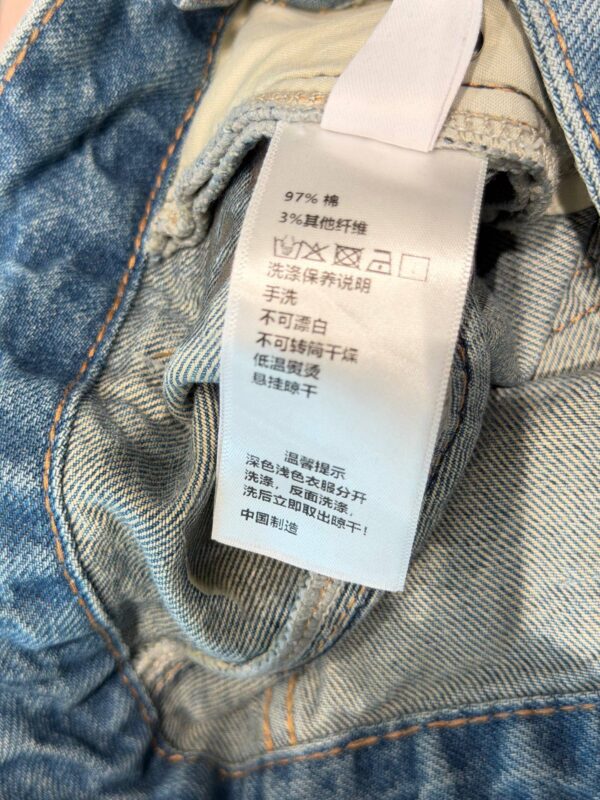 97% 棉
3%其他纤维
洗涤保养说明
手洗
不可漂白
不可转筒干燥
低温熨烫
悬挂晾干
温馨提示
深色浅色衣服分开
洗涤，反面洗涤，
洗后立即取出晾干！
中国制造